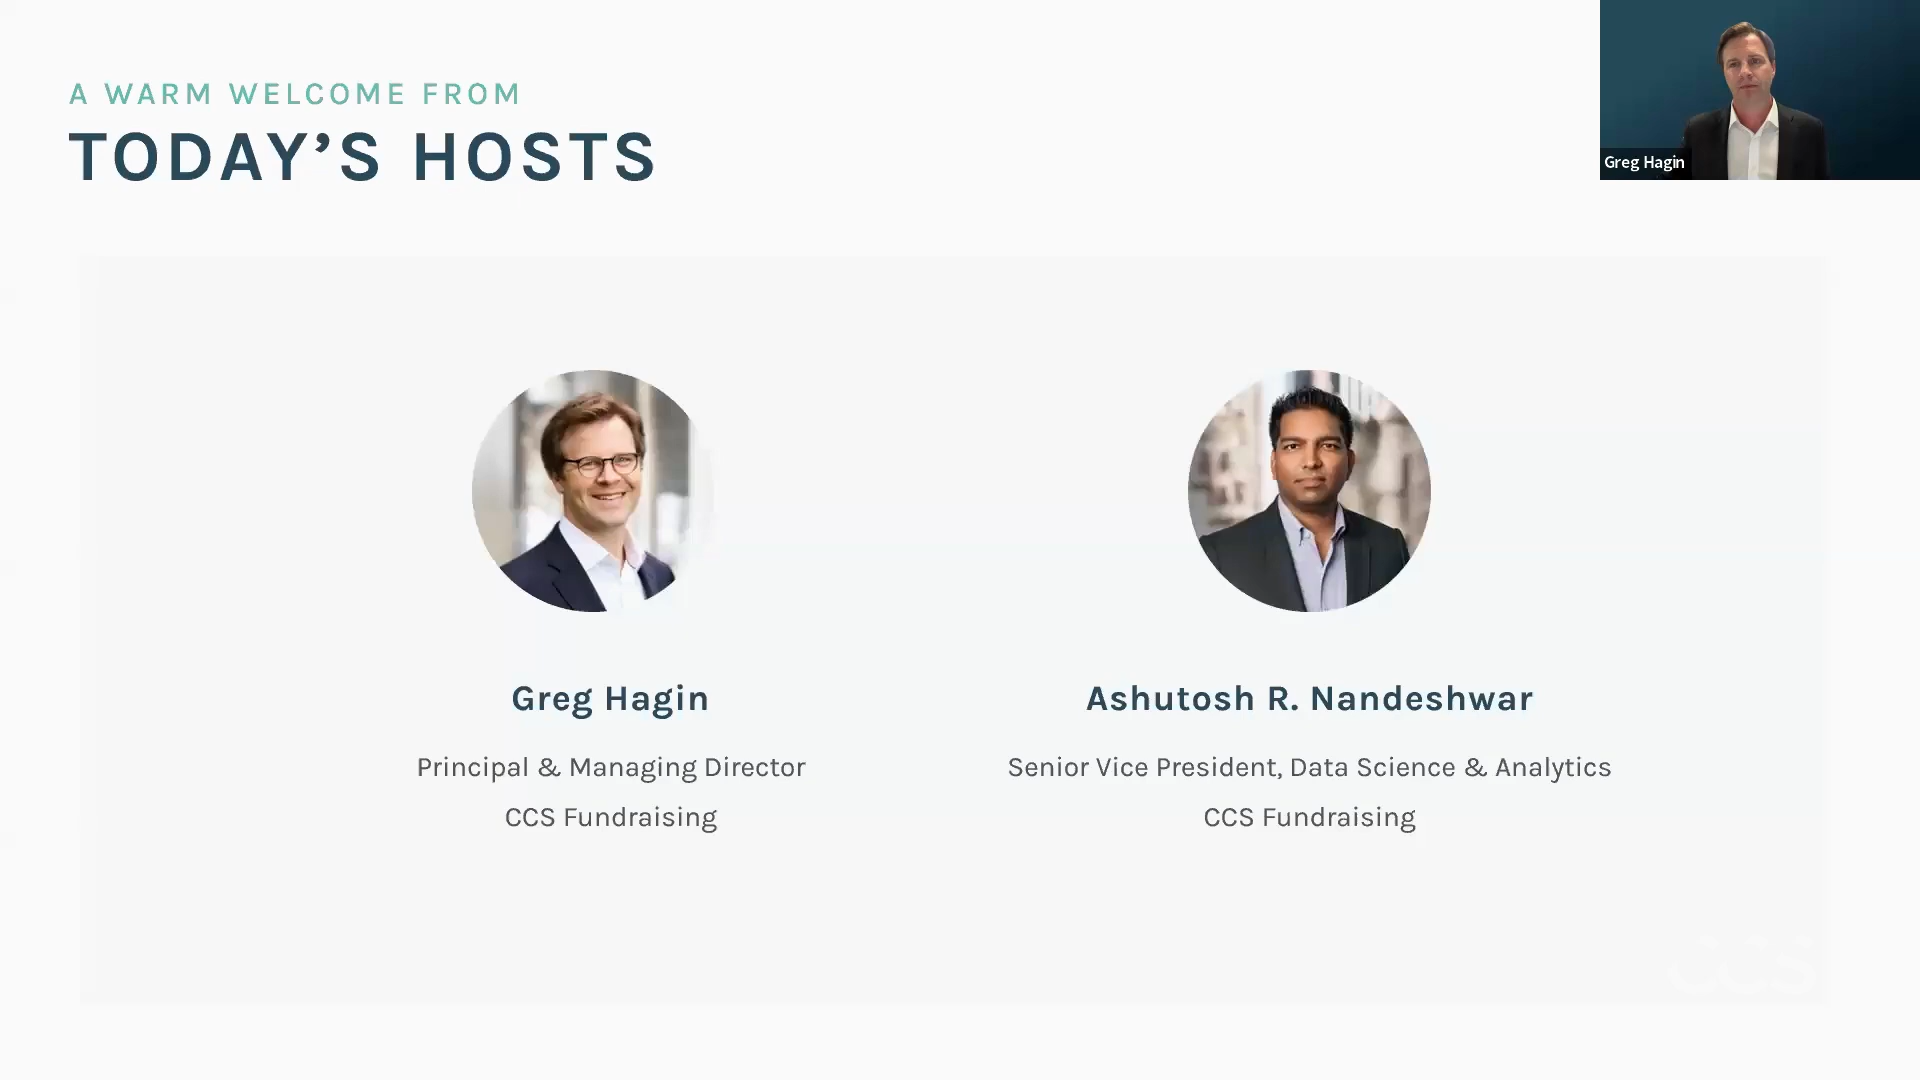 A WARM WELCOME FROM
TODAY’S HOSTS
Greg Hagin
Greg Hagin
Principal & Managing Director
CCS Fundraising
Ashutosh R. Nandeshwar
Senior Vice President, Data Science & Analytics
CCS Fundraising
CCS